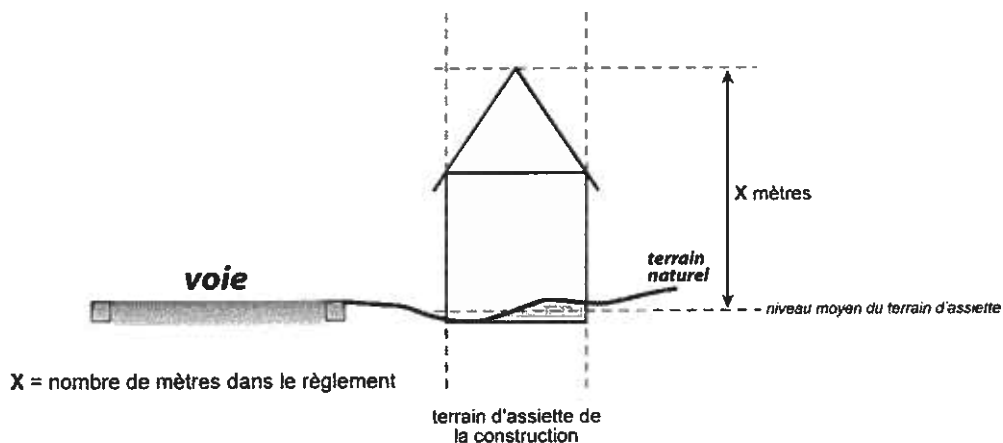 X mètres
voie
terrain
naturel
niveau moyen du terrain d'assiette
X = nombre de mètres dans le règlement
terrain d'assiette de
la construction